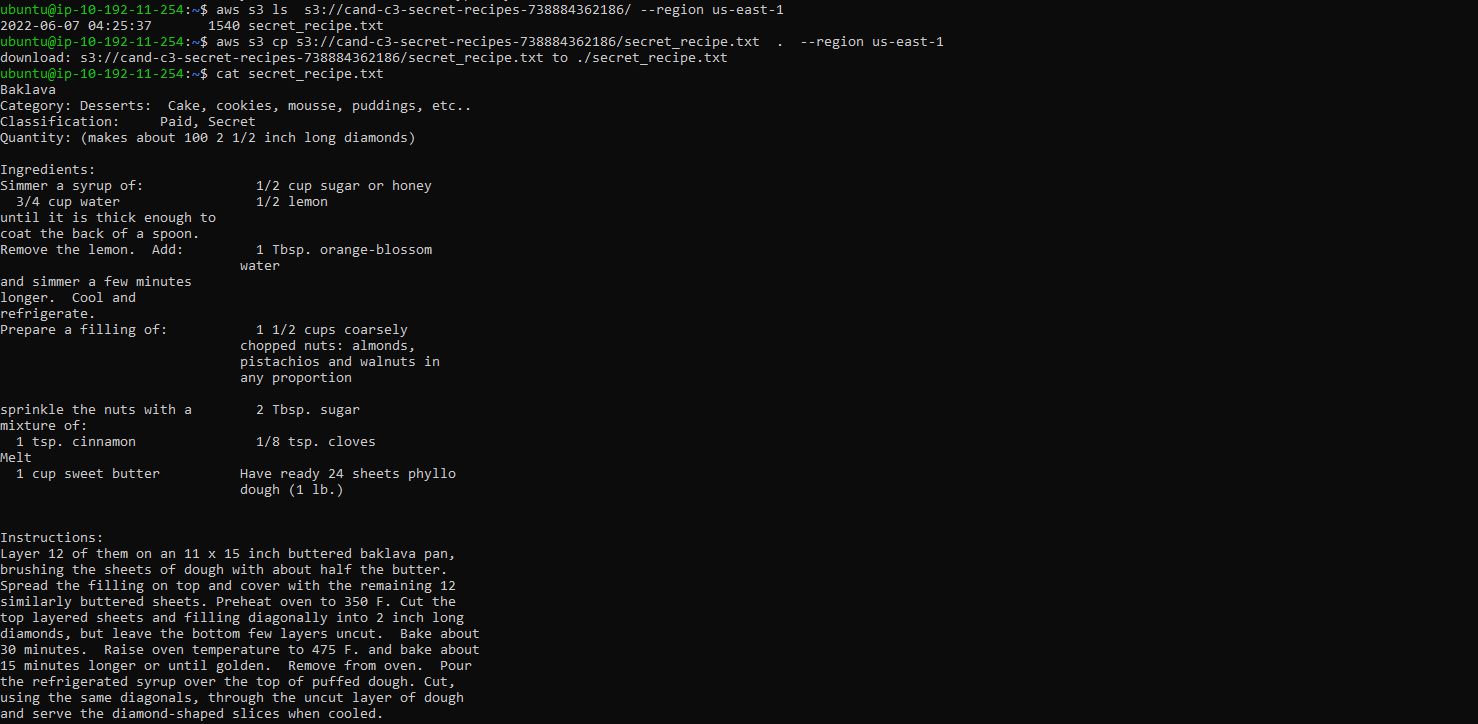 ubuntu@ip-10-192-11-254:~$ aws s3 ls  s3://cand-c3-secret-recipes-738884362186/ --region us-east-1
2022-06-07 04:25:37       1540 secret_recipe.txt
ubuntu@ip-10-192-11-254:~$ aws s3 cp s3://cand-c3-secret-recipes-738884362186/secret_recipe.txt  .  --region us-east-1
download: s3://cand-c3-secret-recipes-738884362186/secret_recipe.txt to ./secret_recipe.txt
ubuntu@ip-10-192-11-254:~$ cat secret_recipe.txt
Baklava
Category: Desserts:  Cake, cookies, mousse, puddings, etc..
Classification:     Paid, Secret
Quantity: (makes about 100 2 1/2 inch long diamonds)

Ingredients:
Simmer a syrup of:              1/2 cup sugar or honey
  3/4 cup water                 1/2 lemon
until it is thick enough to
coat the back of a spoon.
Remove the lemon.  Add:         1 Tbsp. orange-blossom
                              water
and simmer a few minutes
longer.  Cool and
refrigerate.
Prepare a filling of:           1 1/2 cups coarsely
                              chopped nuts: almonds,
                              pistachios and walnuts in
                              any proportion

sprinkle the nuts with a        2 Tbsp. sugar
mixture of:
  1 tsp. cinnamon               1/8 tsp. cloves
Melt
  1 cup sweet butter          Have ready 24 sheets phyllo
                              dough (1 lb.)


Instructions:
Layer 12 of them on an 11 x 15 inch buttered baklava pan,
brushing the sheets of dough with about half the butter.
Spread the filling on top and cover with the remaining 12
similarly buttered sheets. Preheat oven to 350 F. Cut the
top layered sheets and filling diagonally into 2 inch long
diamonds, but leave the bottom few layers uncut.  Bake about
30 minutes.  Raise oven temperature to 475 F. and bake about
15 minutes longer or until golden.  Remove from oven.  Pour
the refrigerated syrup over the top of puffed dough. Cut,
using the same diagonals, through the uncut layer of dough
and serve the diamond-shaped slices when cooled.